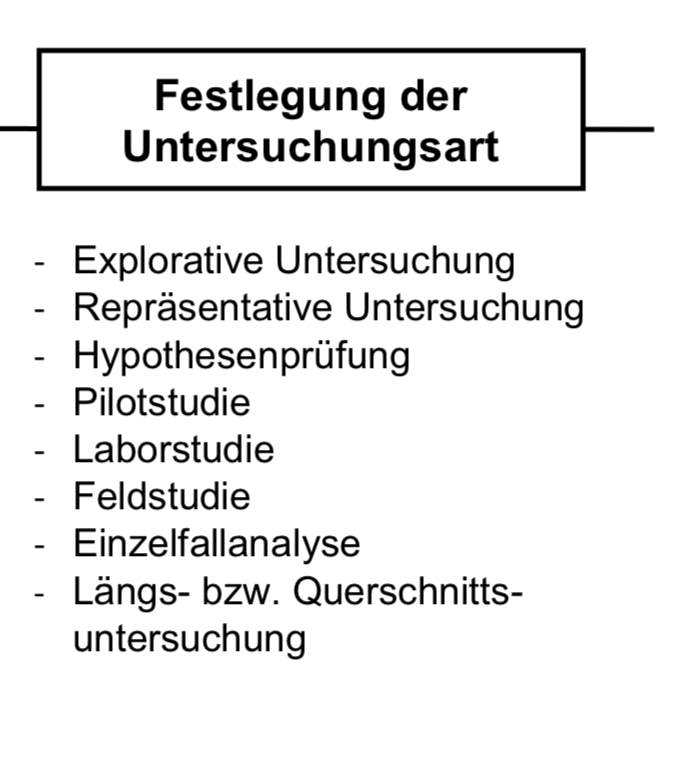 Festlegung der
Untersuchungsart
- Explorative Untersuchung
- Repräsentative Untersuchung
- Hypothesenprüfung
- Pilotstudie
- Laborstudie
- Feldstudie
- Einzelfallanalyse
- Längs- bzw. Querschnitts-
untersuchung